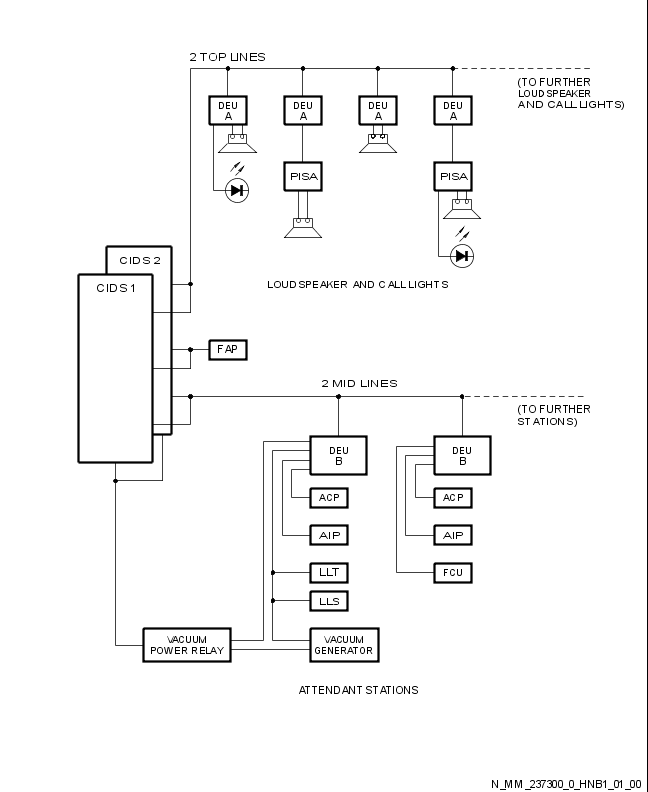 2 TOP LINES
(TO FURTHER
LOUDSPEAKER
AND CALL LIGHTS)
DEU
A
DEU
A
DEU
A
DEU
A
PISA
PISA
CIDS 2
CIDS 1
LOUDSPEAKER AND CALL LIGHTS
FAP
2 MID LINES
(TO FURTHER
STATIONS)
DEU
B
DEU
B
ACP
ACP
AIP
AIP
LLT
FCU
LLS
VACUUM
POWER RELAY
VACUUM
GENERATOR
ATTENDANT STATIONS
N_MM_237300_0_HNB1_01_00